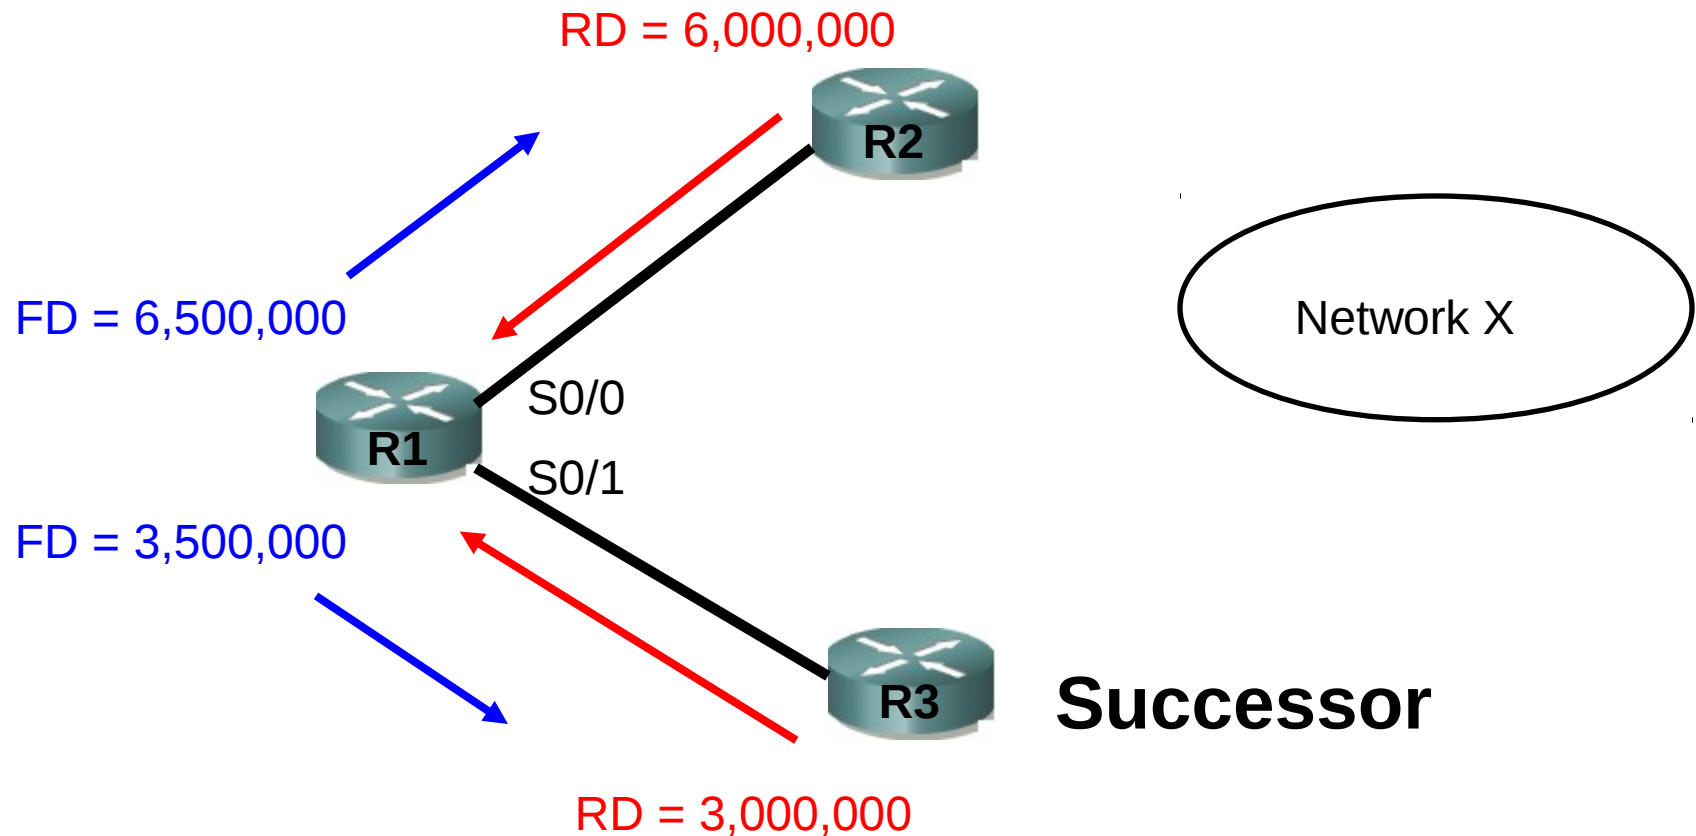 RD = 6,000,000
R2
FD = 6,500,000
Network X
S0/0
R1
S0/1
FD = 3,500,000
R3
Successor
RD = 3,000,000